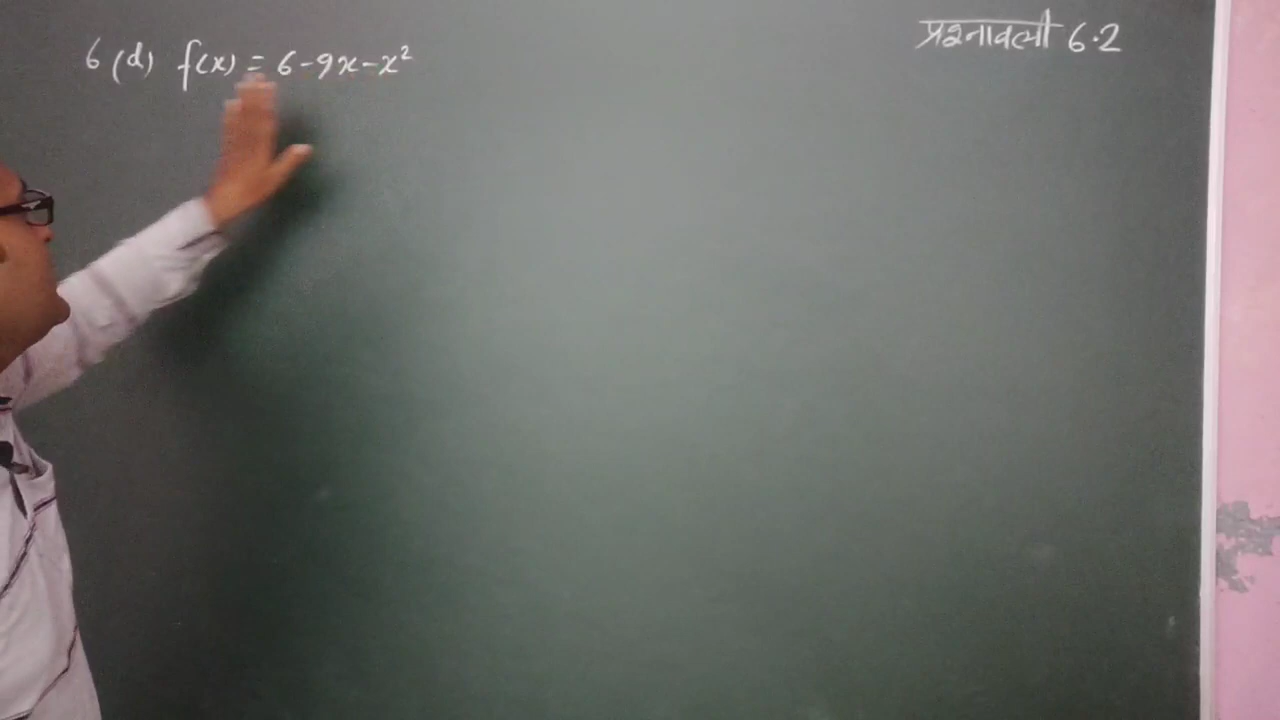 प्रश्नावली 6.2
6 (d) f(x) = 6-9x-x²